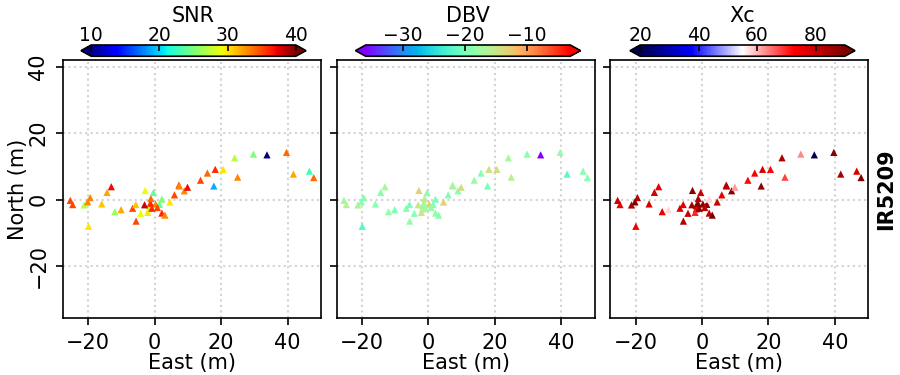 SNR DBV Xc
10 20 30 40 −30 −20 −10 20 40 60 80
40
20
0
−20
North (m)
IR5209
−20 0 20 40 −20 0 20 40 −20 0 20 40
East (m) East (m) East (m)